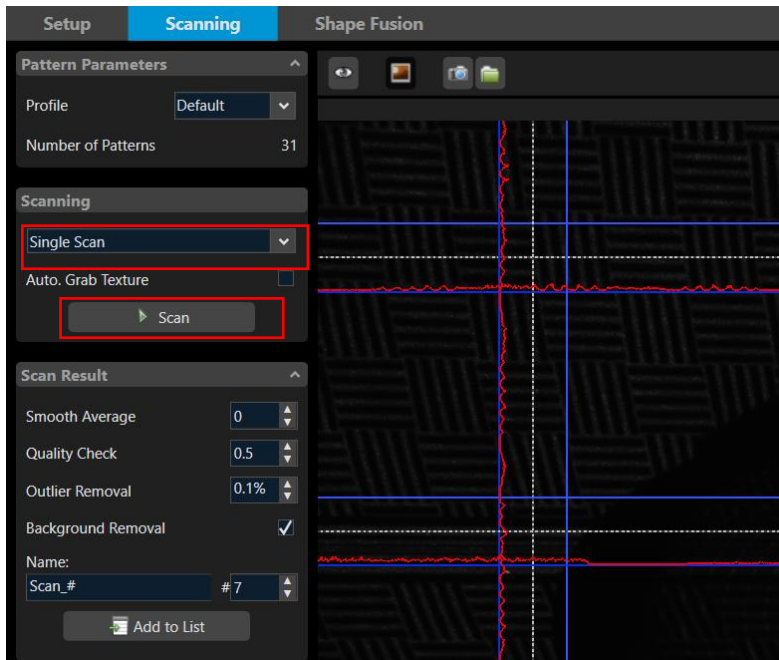 Setup Scanning Shape Fusion
Pattern Parameters
Profile Default
Number of Patterns 31
Scanning
Single Scan
Auto. Grab Texture
Scan
Scan Result
Smooth Average 0
Quality Check 0.5
Outlier Removal 0.1%
Background Removal
Name:
Scan_# # 7
Add to List